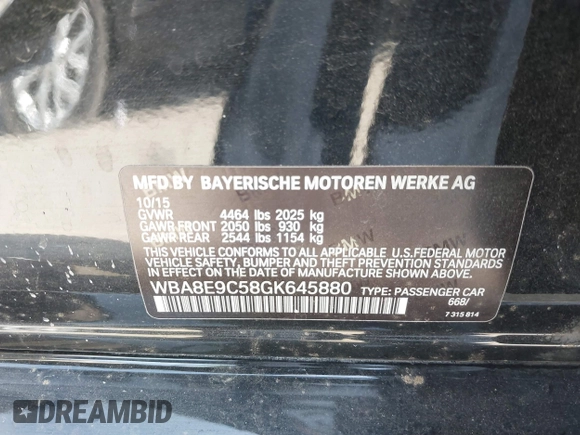 MFD.BY BAYERISCHE MOTOREN WERKE AG
10/15
GVWR 4464 lbs 2025 kg
GAWR FRONT 2050 lbs 930 kg
GAWR REAR 2544 lbs 1154 kg
THIS VEHICLE CONFORMS TO ALL APPLICABLE U.S.FEDERAL MOTOR
VEHICLE SAFETY, BUMPER AND THEFT PREVENTION STANDARDS
IN EFFECT ON THE DATE OF MANUFACTURE SHOWN ABOVE.
WBA8E9C58GK645880 TYPE: PASSENGER CAR
668/
7 315 814
DREAMBID